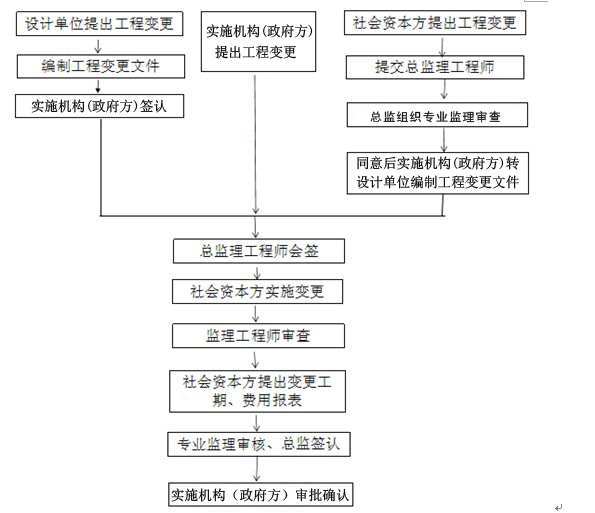 设计单位提出工程变更
编制工程变更文件
实施机构(政府方)签认
实施机构(政府方)
提出工程变更
社会资本方提出工程变更
提交总监理工程师
总监组织专业监理审查
同意后实施机构(政府方)转
设计单位编制工程变更文件
总监理工程师会签
社会资本方实施变更
监理工程师审查
社会资本方提出变更工
期、费用报表
专业监理审核、总监签认
实施机构（政府方）审批确认